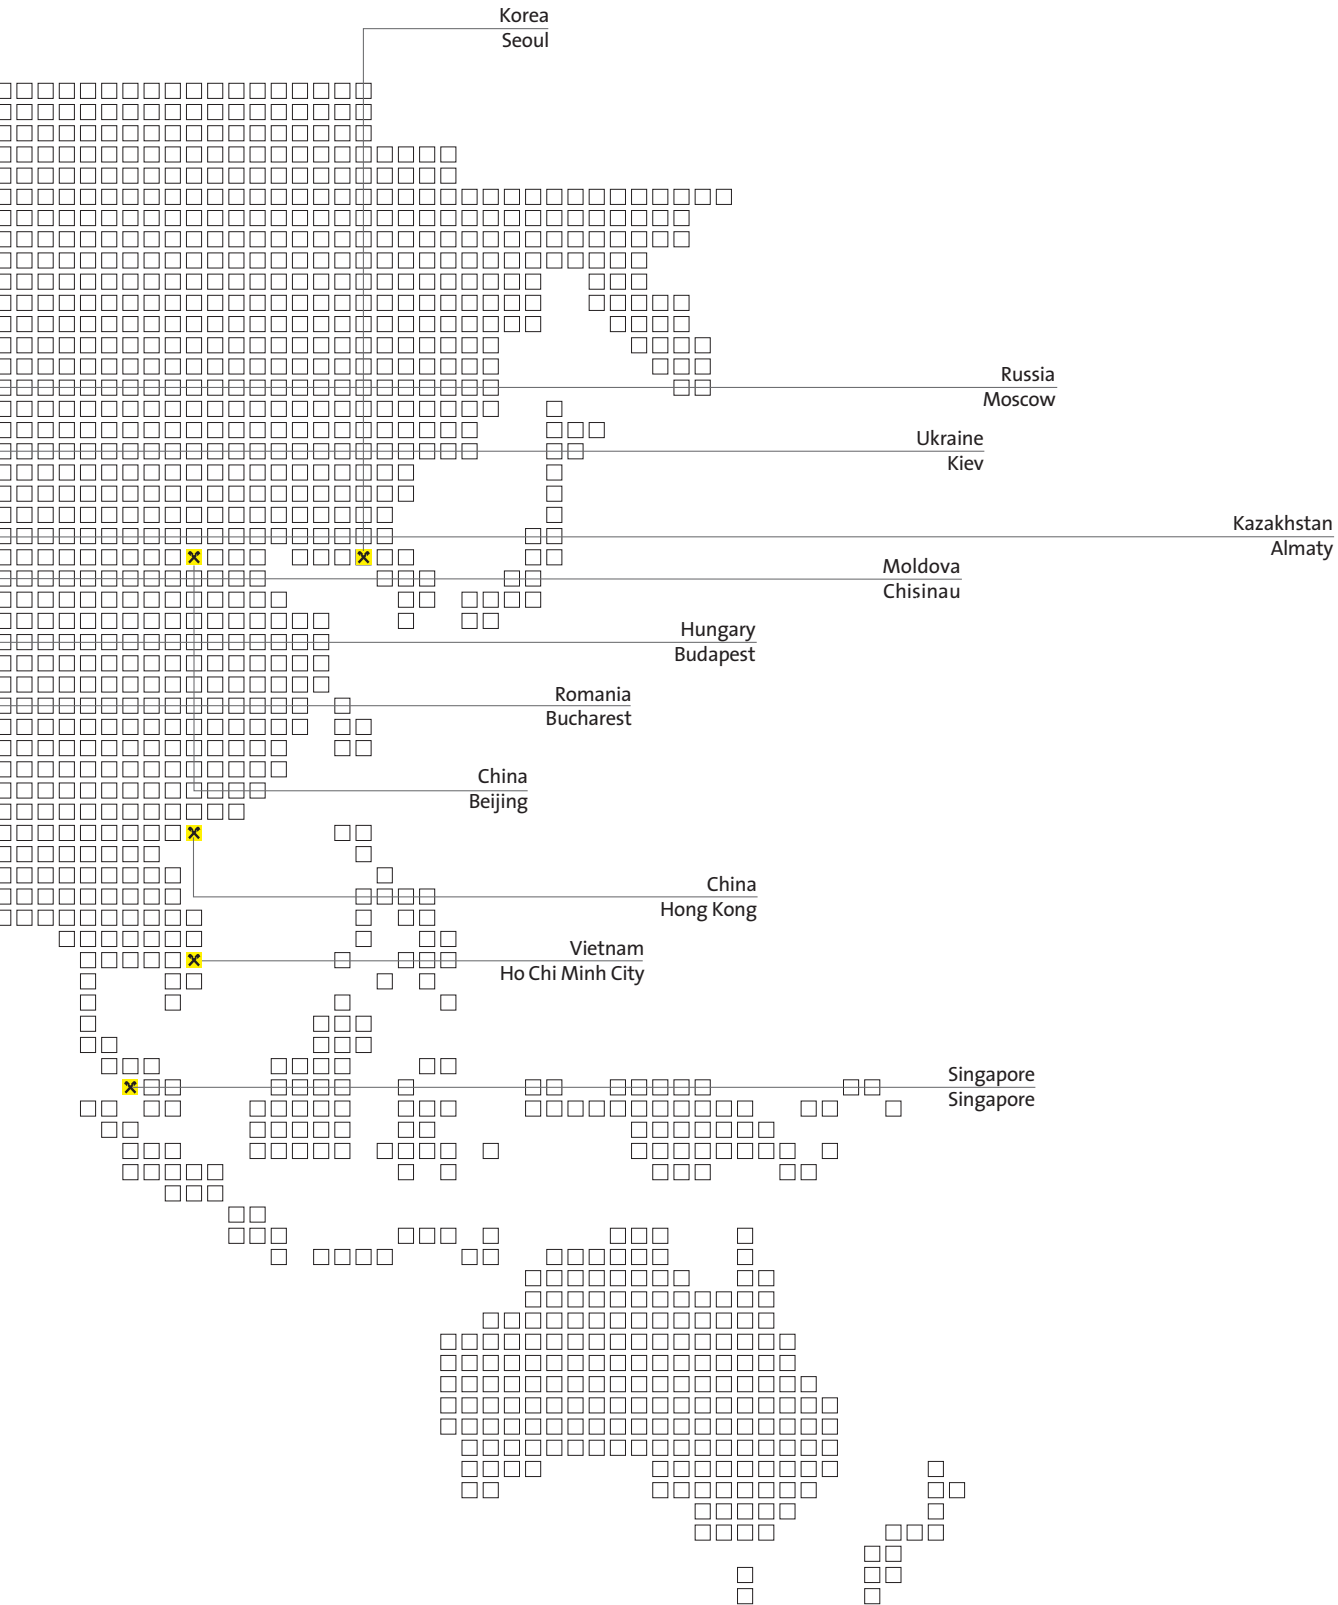 Korea
Seoul
Russia
Moscow
Ukraine
Kiev
Kazakhstan
Almaty
Moldova
Chisinau
Hungary
Budapest
Romania
Bucharest
China
Beijing
China
Hong Kong
Vietnam
Ho Chi Minh City
Singapore
Singapore